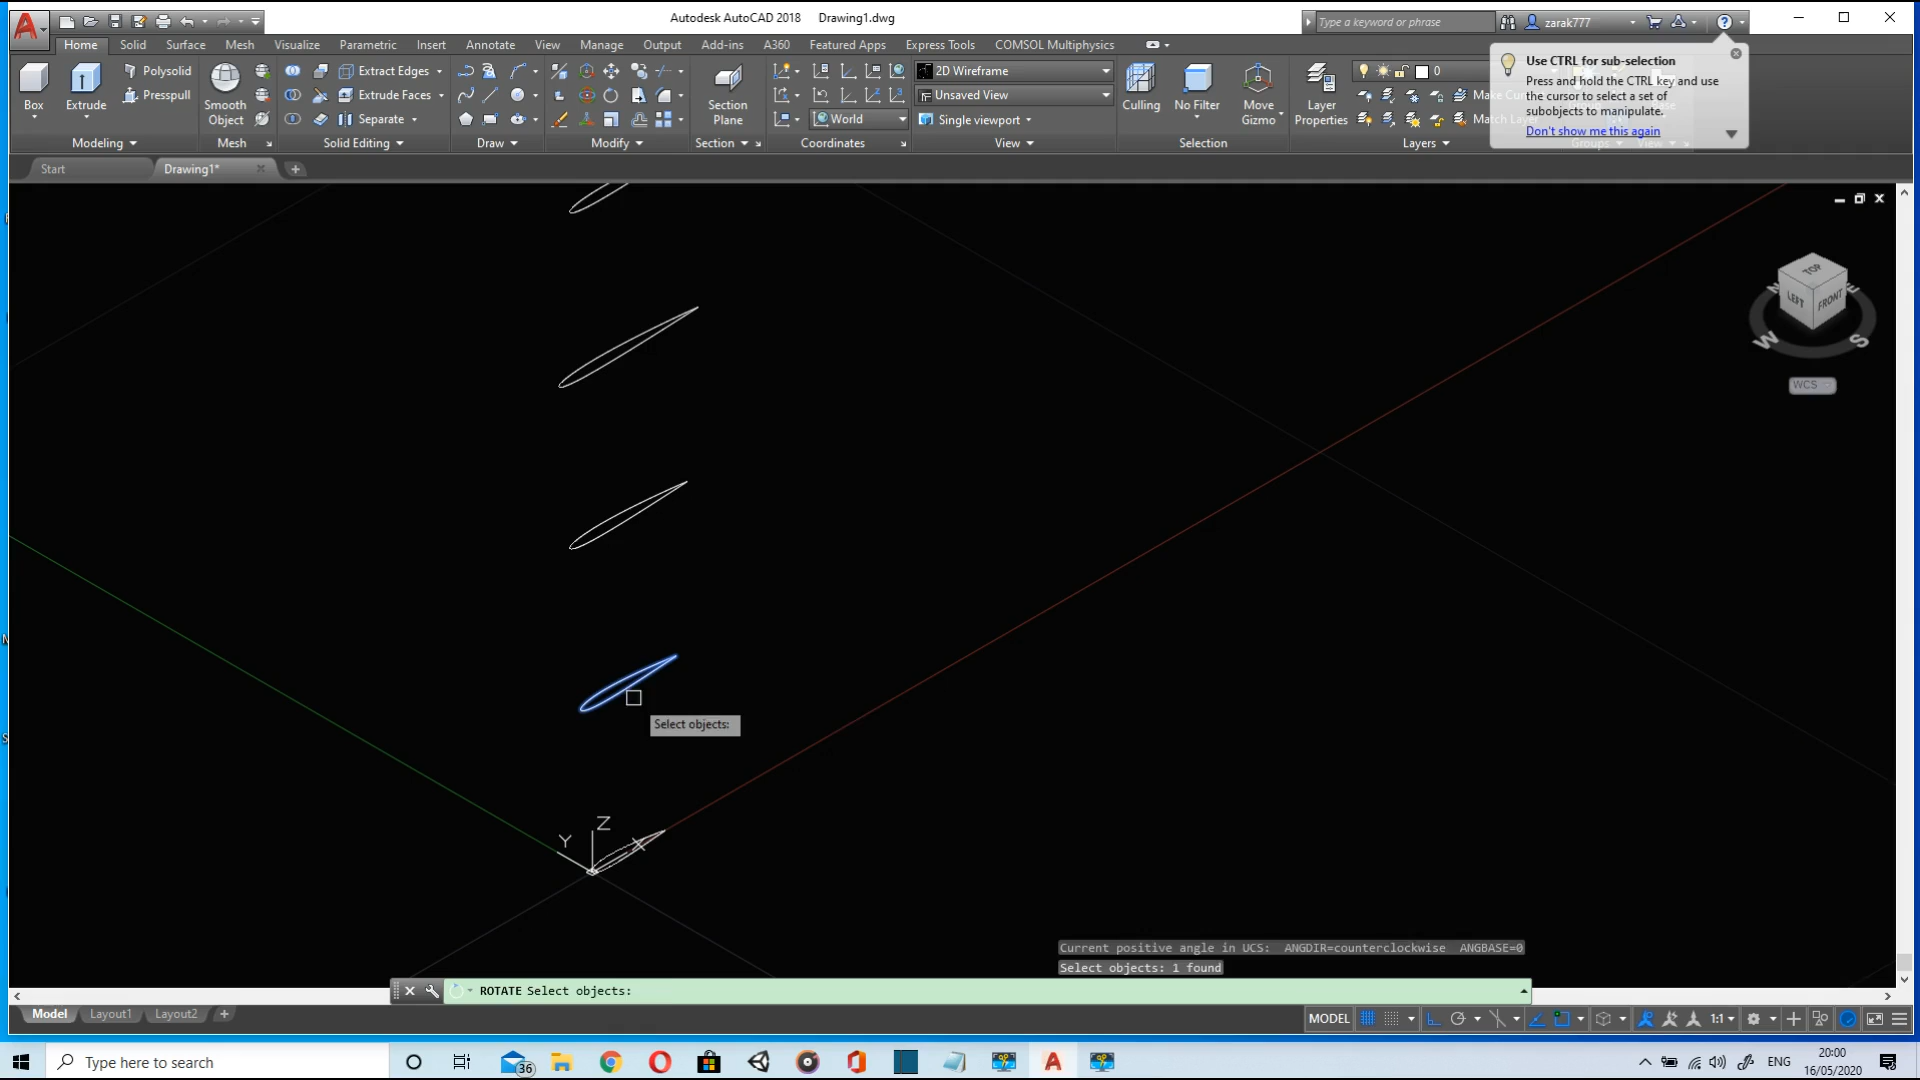 Autodesk AutoCAD 2018 Drawing1.dwg
Type a keyword or phrase
zarak777
Home Solid Surface Mesh Visualize Parametric Insert Annotate View Manage Output Add-ins A360 Featured Apps Express Tools COMSOL Multiphysics
Box
Extrude
Polysolid
Presspull
Modeling
Smooth Object
Mesh
Extract Edges
Extrude Faces
Separate
Solid Editing
Draw
Modify
Section Plane
Section
World
Coordinates
2D Wireframe
Unsaved View
Single viewport
View
Culling
No Filter
Move Gizmo
Selection
Layer Properties
0
Layers
Use CTRL for sub-selection
Press and hold the CTRL key and use
the cursor to select a set of
subobjects to manipulate.
Don't show me this again
Start
Drawing1*
TOP
LEFT
FRONT
W
S
WCS
Select objects:
Z
Y
X
Current positive angle in UCS: ANGDIR=counterclockwise ANGBASE=0
Select objects: 1 found
ROTATE Select objects:
Model Layout1 Layout2
MODEL
1:1
Type here to search
36
ENG
20:00
16/05/2020